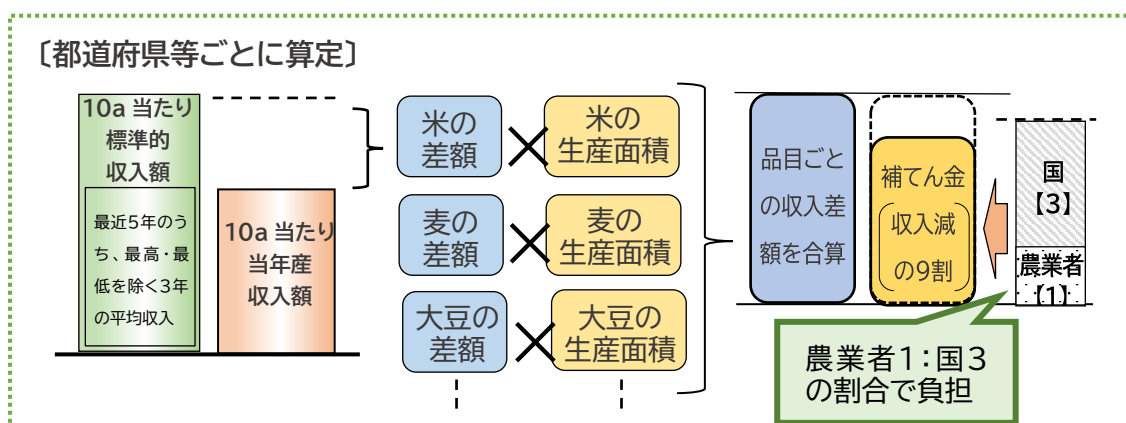 〔都道府県等ごとに算定〕
10a 当たり
標準的
収入額
最近5年のう
ち、最高・最
低を除く3年
の平均収入
10a 当たり
当年産
収入額
米の
差額
×
米の
生産面積
麦の
差額
×
麦の
生産面積
大豆の
差額
×
大豆の
生産面積
品目ごと
の収入差
額を合算
補てん金
収入減
の9割
国
【3】
農業者
【1】
農業者1：国3
の割合で負担